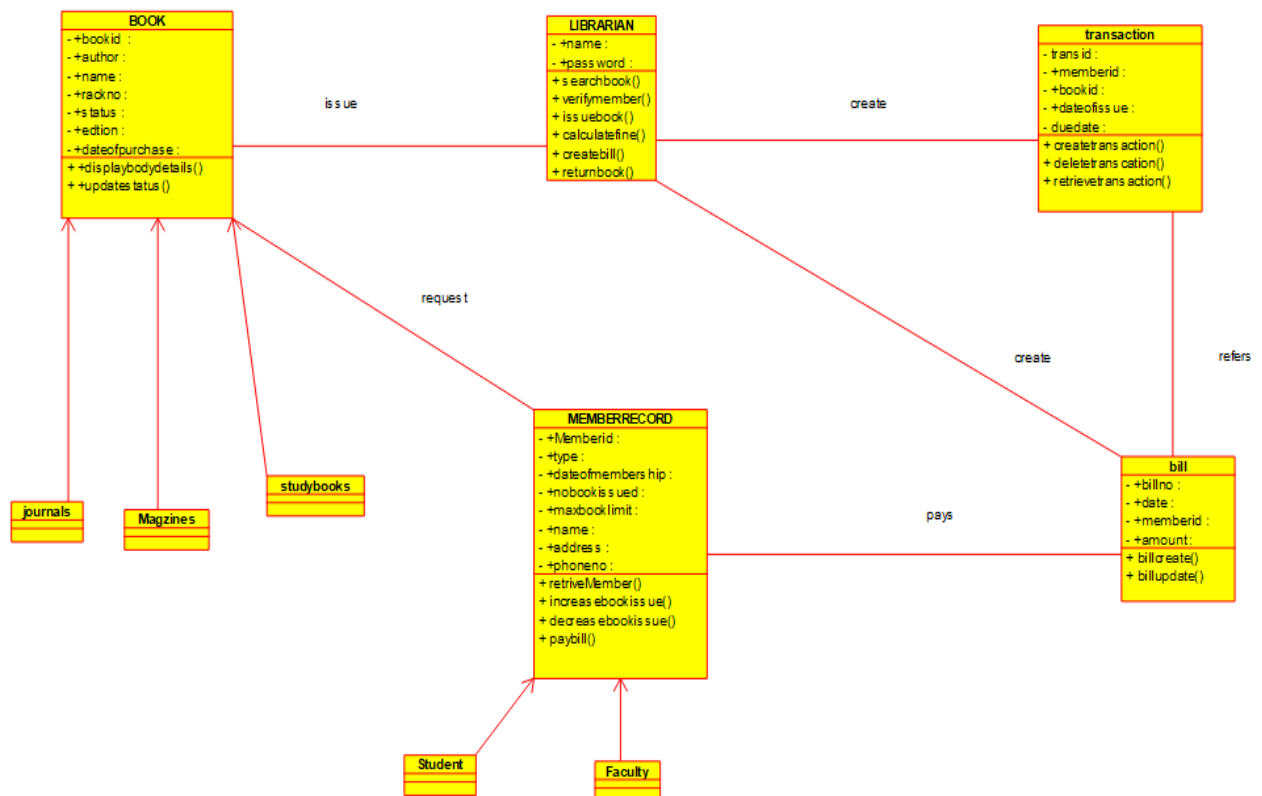 BOOK
- +bookid :
- +author :
- +name :
- +rackno :
- +status :
- +edtion :
- +dateofpurchase :
+ +displaybodydetails()
+ +updatestatus()
issue
LIBRARIAN
- +name :
- +password :
+ searchbook()
+ verifymember()
+ issuebook()
+ calculatefine()
+ createbill()
+ returnbook()
create
transaction
- transid :
- +memberid :
- +bookid :
- +dateofissue :
- duedate :
+ createtransaction()
+ deletetranscation()
+ retrievetransaction()
request
create
refers
journals
Magzines
studybooks
MEMBERRECORD
- +Memberid :
- +type :
- +dateofmembership :
- +nobookissued :
- +maxbooklimit :
- +name :
- +address :
- +phoneno :
+ retriveMember()
+ increasebookissue()
+ decreasebookissue()
+ paybill()
pays
bill
- +billno :
- +date :
- +memberid :
- +amount :
+ billcreate()
+ billupdate()
Student
Faculty